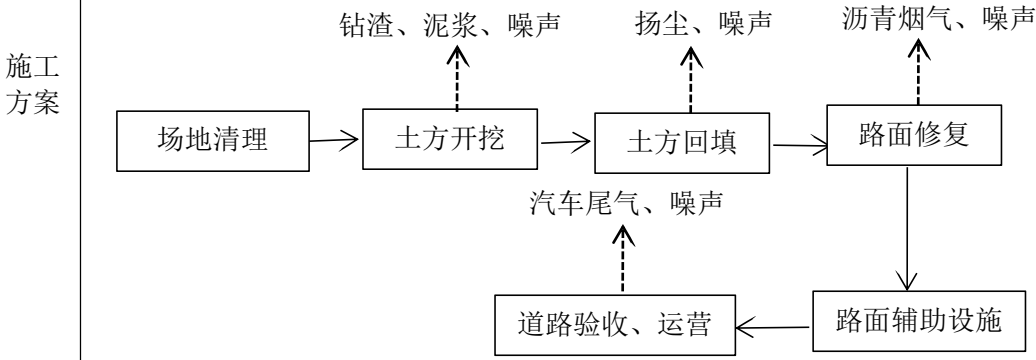 施工
方案
钻渣、泥浆、噪声
扬尘、噪声
沥青烟气、噪声
场地清理
土方开挖
土方回填
路面修复
汽车尾气、噪声
道路验收、运营
路面辅助设施